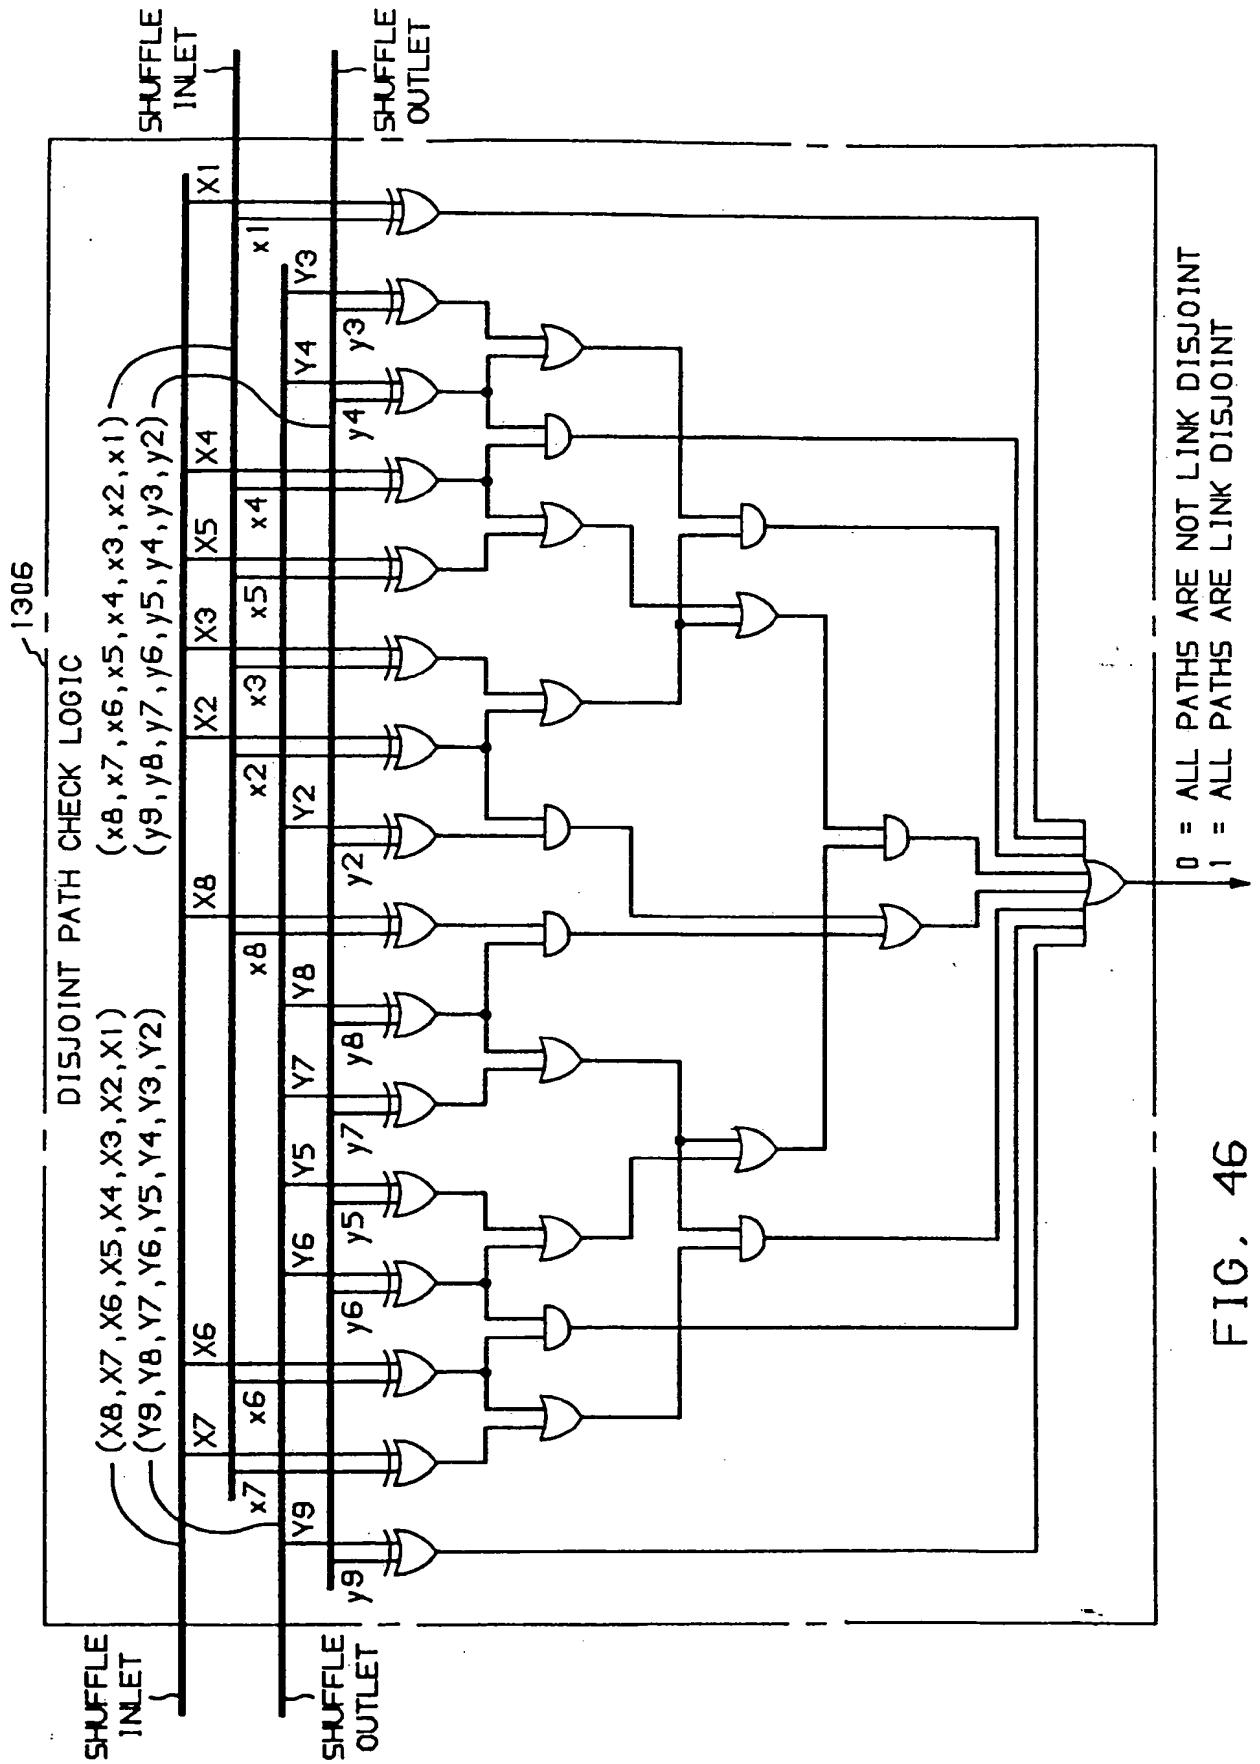 1306
DISJOINT PATH CHECK LOGIC
(X8,X7,X6,X5,X4,X3,X2,X1)
(Y9,Y8,Y7,Y6,Y5,Y4,Y3,Y2)
(x8,x7,x6,x5,x4,x3,x2,x1)
(y9,y8,y7,y6,y5,y4,y3,y2)
SHUFFLE
INLET
SHUFFLE
OUTLET
SHUFFLE
INLET
SHUFFLE
OUTLET
X7
X6
X8
X2
X3
X5
X4
X1
x7
x6
x8
x2
x3
x5
x4
x1
Y9
Y6
Y5
Y7
Y8
Y2
Y4
Y3
y9
y6
y5
y7
y8
y2
y4
y3
0 = ALL PATHS ARE NOT LINK DISJOINT
1 = ALL PATHS ARE LINK DISJOINT
FIG. 46